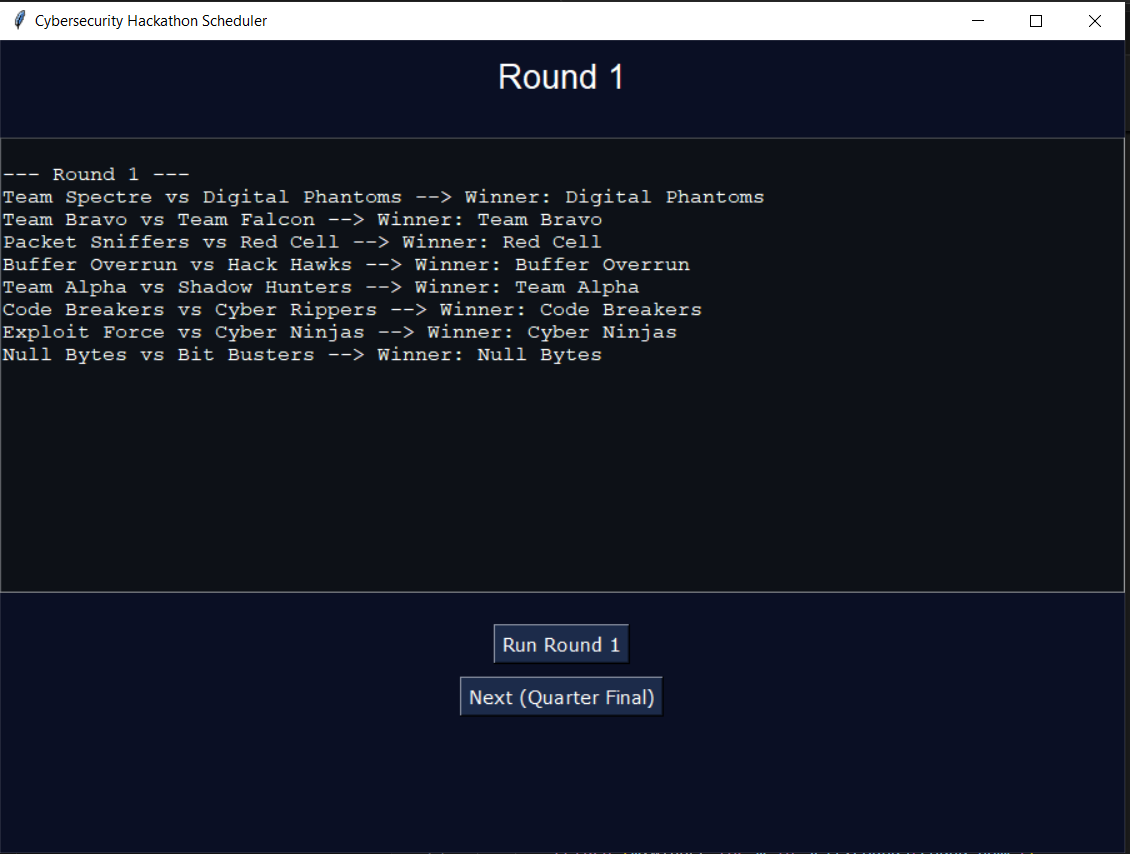 Cybersecurity Hackathon Scheduler
Round 1
--- Round 1 ---
Team Spectre vs Digital Phantoms --> Winner: Digital Phantoms
Team Bravo vs Team Falcon --> Winner: Team Bravo
Packet Sniffers vs Red Cell --> Winner: Red Cell
Buffer Overrun vs Hack Hawks --> Winner: Buffer Overrun
Team Alpha vs Shadow Hunters --> Winner: Team Alpha
Code Breakers vs Cyber Rippers --> Winner: Code Breakers
Exploit Force vs Cyber Ninjas --> Winner: Cyber Ninjas
Null Bytes vs Bit Busters --> Winner: Null Bytes
Run Round 1
Next (Quarter Final)